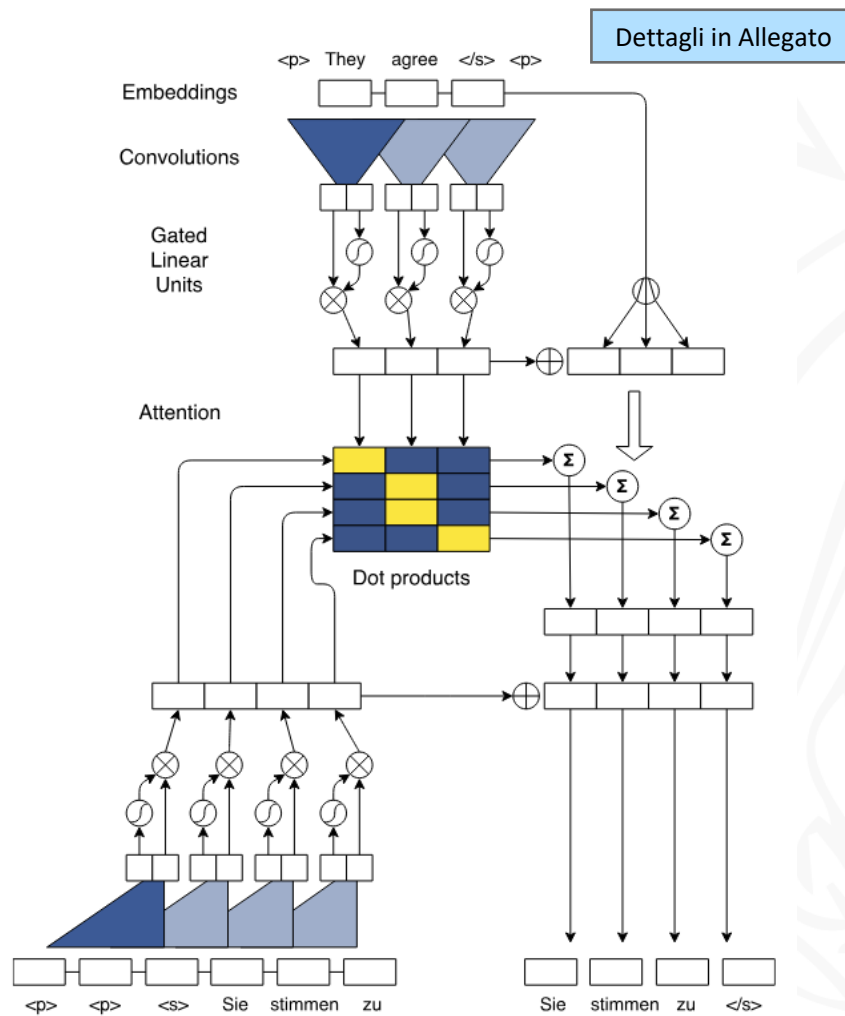 Dettagli in Allegato
<p> They agree </s> <p>
Embeddings
Convolutions
Gated
Linear
Units
Attention
Σ
Σ
Σ
Σ
Dot products
<p> <p> <s> Sie stimmen zu
Sie stimmen zu </s>